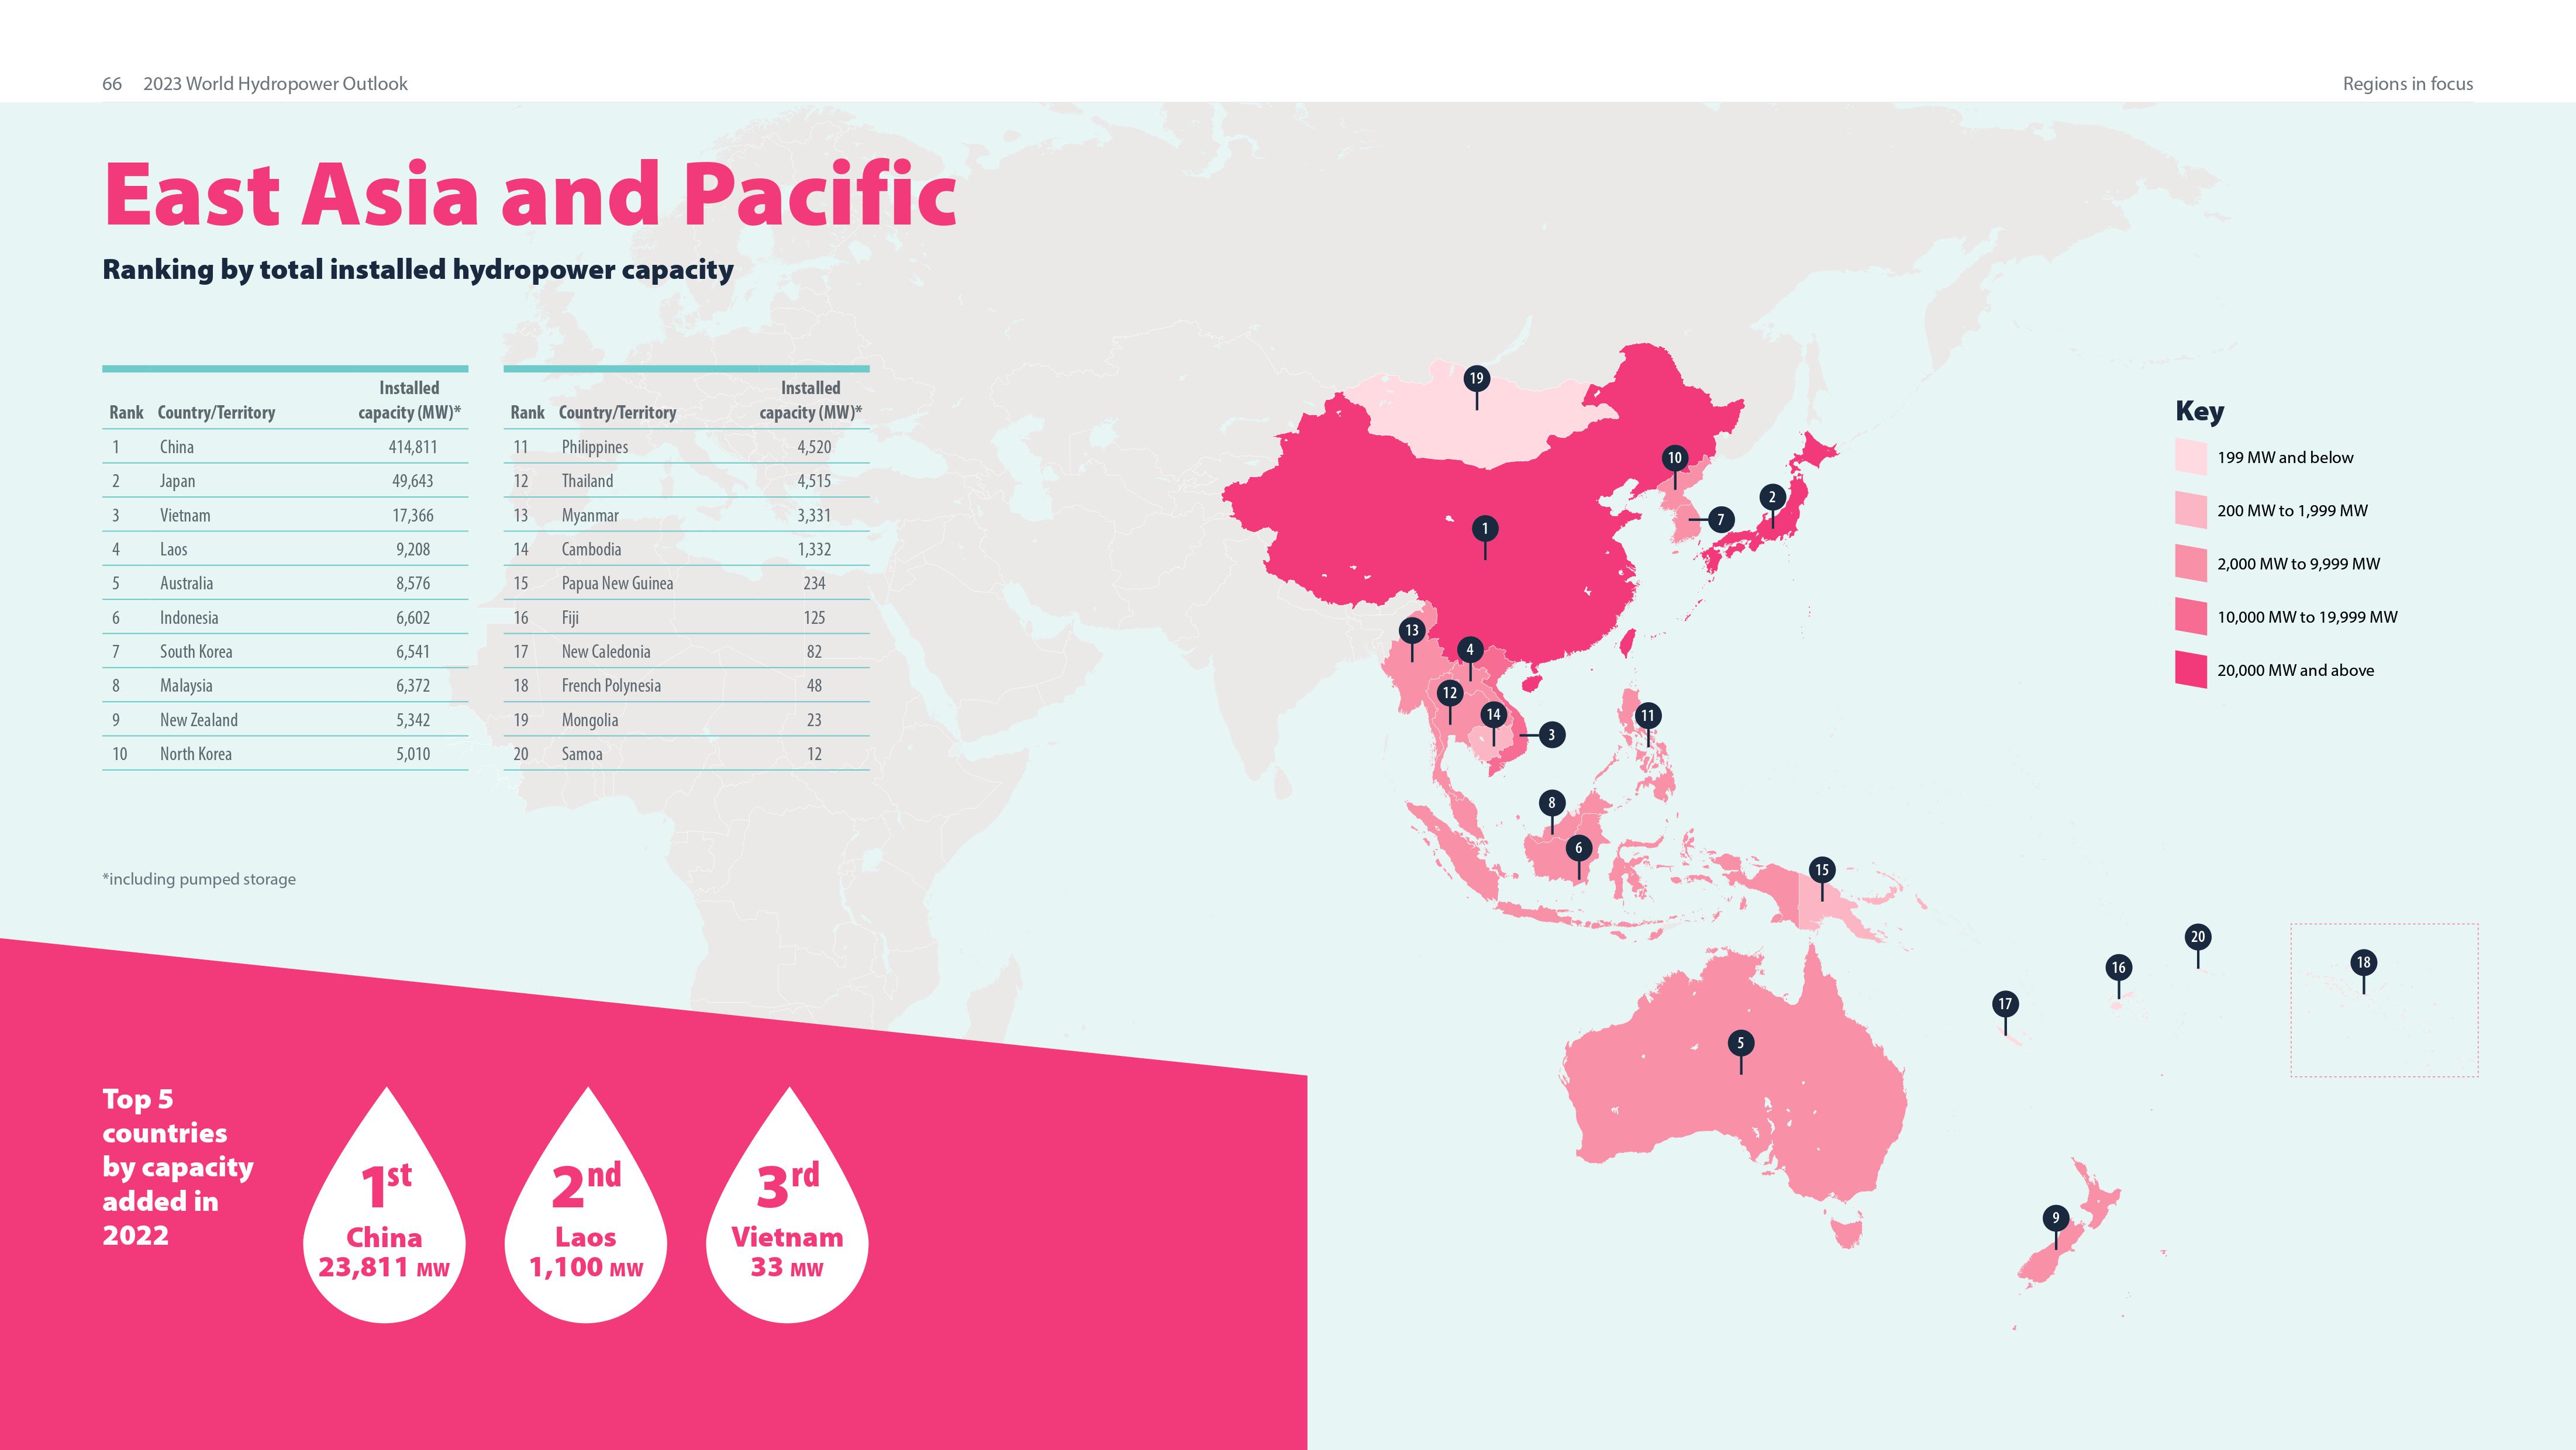 66 2023 World Hydropower Outlook
Regions in focus
East Asia and Pacific
Ranking by total installed hydropower capacity
Rank Country/Territory Installed capacity (MW)*
1 China 414,811
2 Japan 49,643
3 Vietnam 17,366
4 Laos 9,208
5 Australia 8,576
6 Indonesia 6,602
7 South Korea 6,541
8 Malaysia 6,372
9 New Zealand 5,342
10 North Korea 5,010
Rank Country/Territory Installed capacity (MW)*
11 Philippines 4,520
12 Thailand 4,515
13 Myanmar 3,331
14 Cambodia 1,332
15 Papua New Guinea 234
16 Fiji 125
17 New Caledonia 82
18 French Polynesia 48
19 Mongolia 23
20 Samoa 12
*including pumped storage
19
10
2
7
1
13
4
12
14
3
11
8
6
15
20
16
18
17
5
9
Key
199 MW and below
200 MW to 1,999 MW
2,000 MW to 9,999 MW
10,000 MW to 19,999 MW
20,000 MW and above
Top 5
countries
by capacity
added in
2022
1st
China
23,811 MW
2nd
Laos
1,100 MW
3rd
Vietnam
33 MW